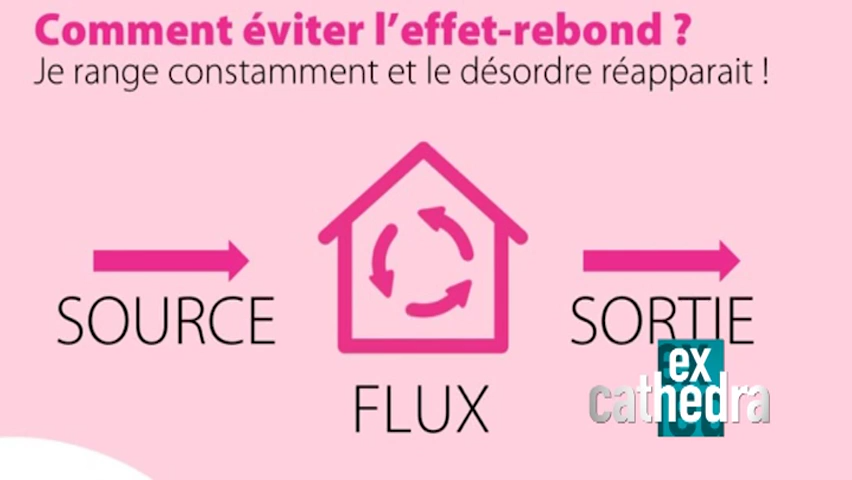 Comment éviter l'effet-rebond ?
Je range constamment et le désordre réapparait !
SOURCE
SORTIE
FLUX
ex
cathedra